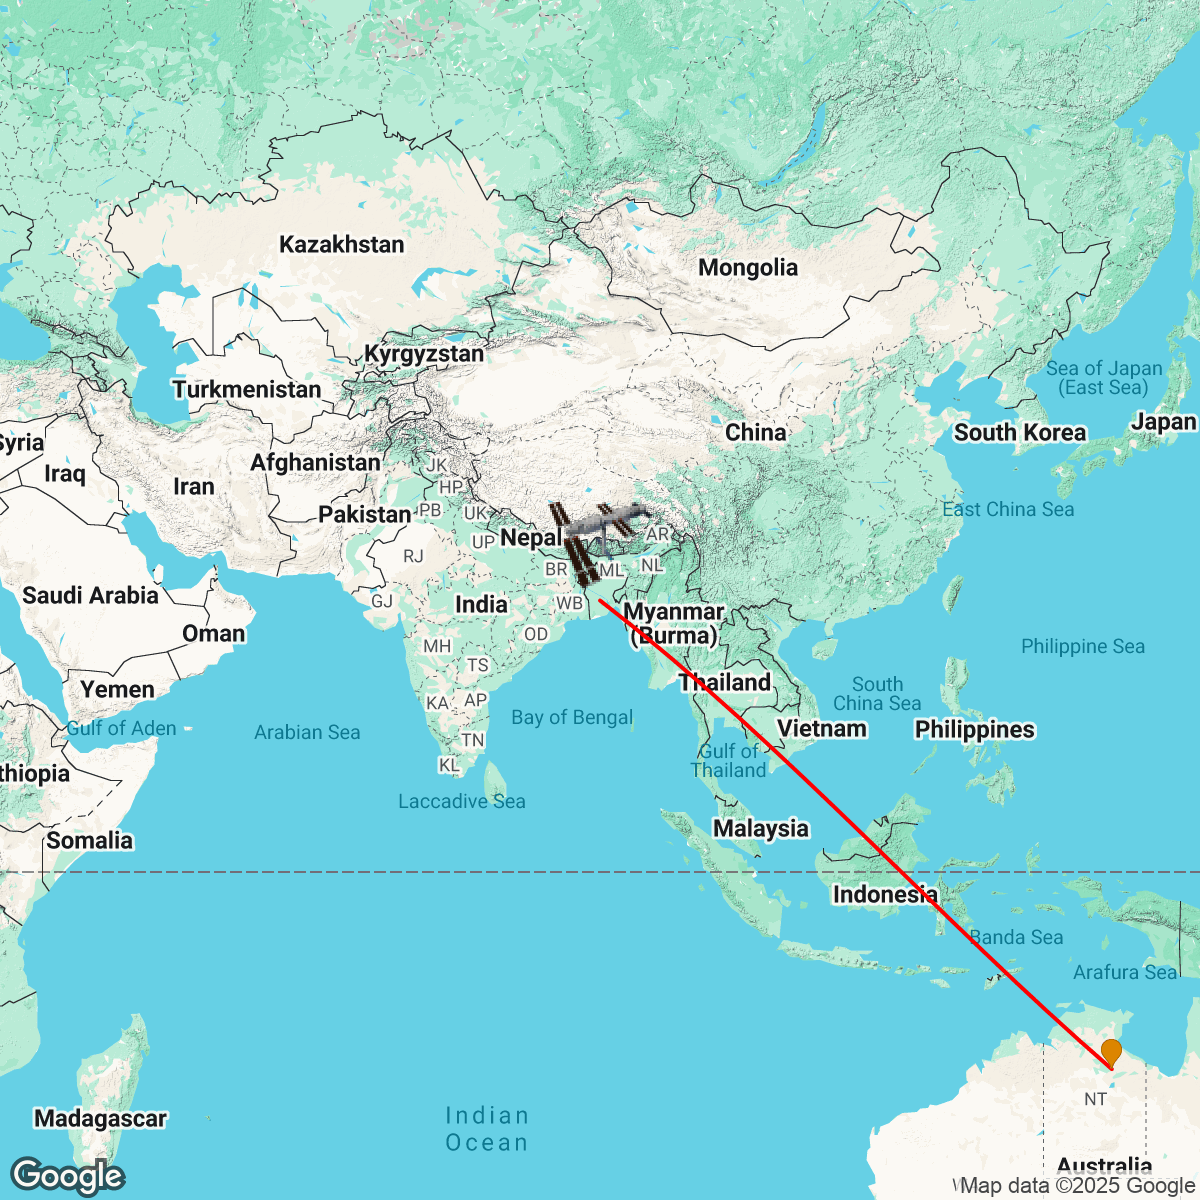 Kazakhstan
Mongolia
Kyrgyzstan
Sea of Japan
(East Sea)
Turkmenistan
Japan
China
South Korea
Syria
Afghanistan
JK
Iraq
Iran
HP
Pakistan
PB
UK
East China Sea
Nepal
AR
UP
RJ
BR
ML
NL
Saudi Arabia
GJ
India
WB
Myanmar
(Burma)
Oman
OD
MH
Philippine Sea
TS
Thailand
South
China Sea
Yemen
KA
AP
Gulf of Aden
Arabian Sea
Bay of Bengal
Vietnam
Philippines
TN
Gulf of
Thailand
KL
thiopia
Laccadive Sea
Malaysia
Somalia
Indonesia
Banda Sea
Arafura Sea
NT
Madagascar
Indian
Ocean
Australia
Google
Map data ©2025 Google